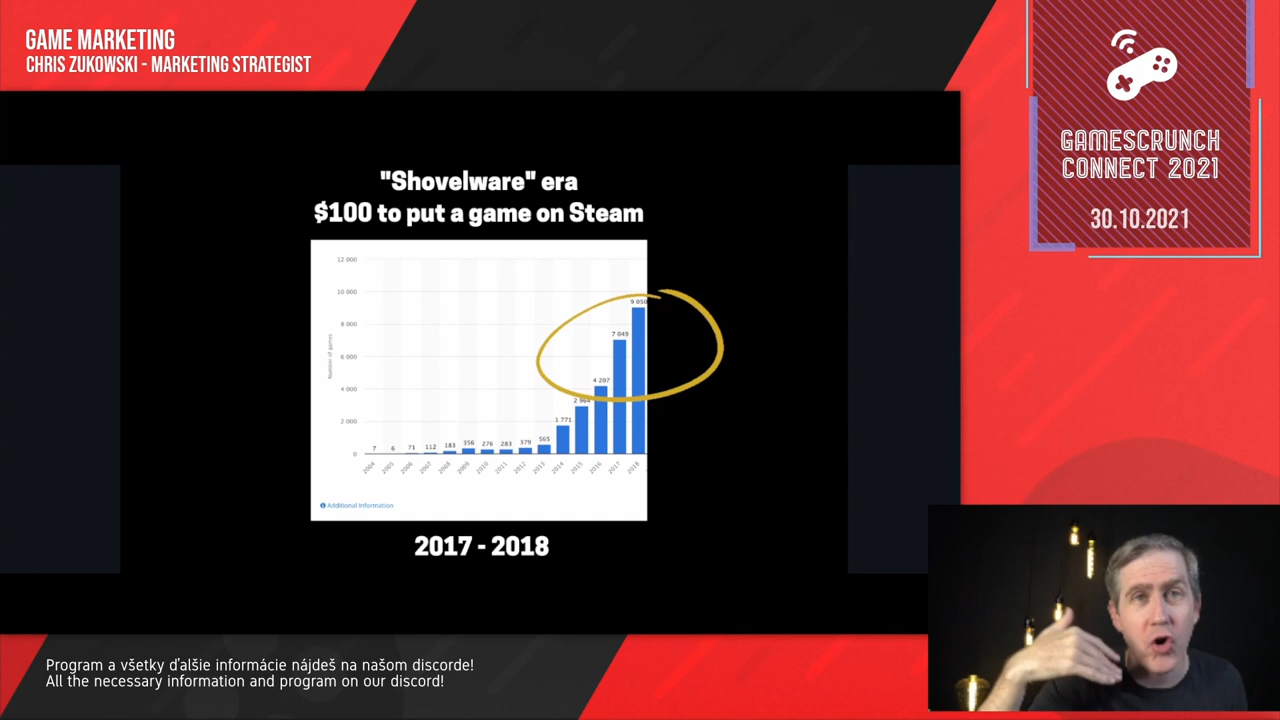 GAME MARKETING
CHRIS ZUKOWSKI - MARKETING STRATEGIST
GAMESCRUNCH
CONNECT 2021
30.10.2021
"Shovelware" era
$100 to put a game on Steam
Number of games
12 000
10 000
8 000
6 000
4 000
2 000
0
7 6 71 112 183 356 276 283 379 565 1 771 2 964 4 207 7 049 9 050
2004 2005 2006 2007 2008 2009 2010 2011 2012 2013 2014 2015 2016 2017 2018
Additional Information
2017 - 2018
Program a všetky ďalšie informácie nájdeš na našom discorde!
All the necessary information and program on our discord!